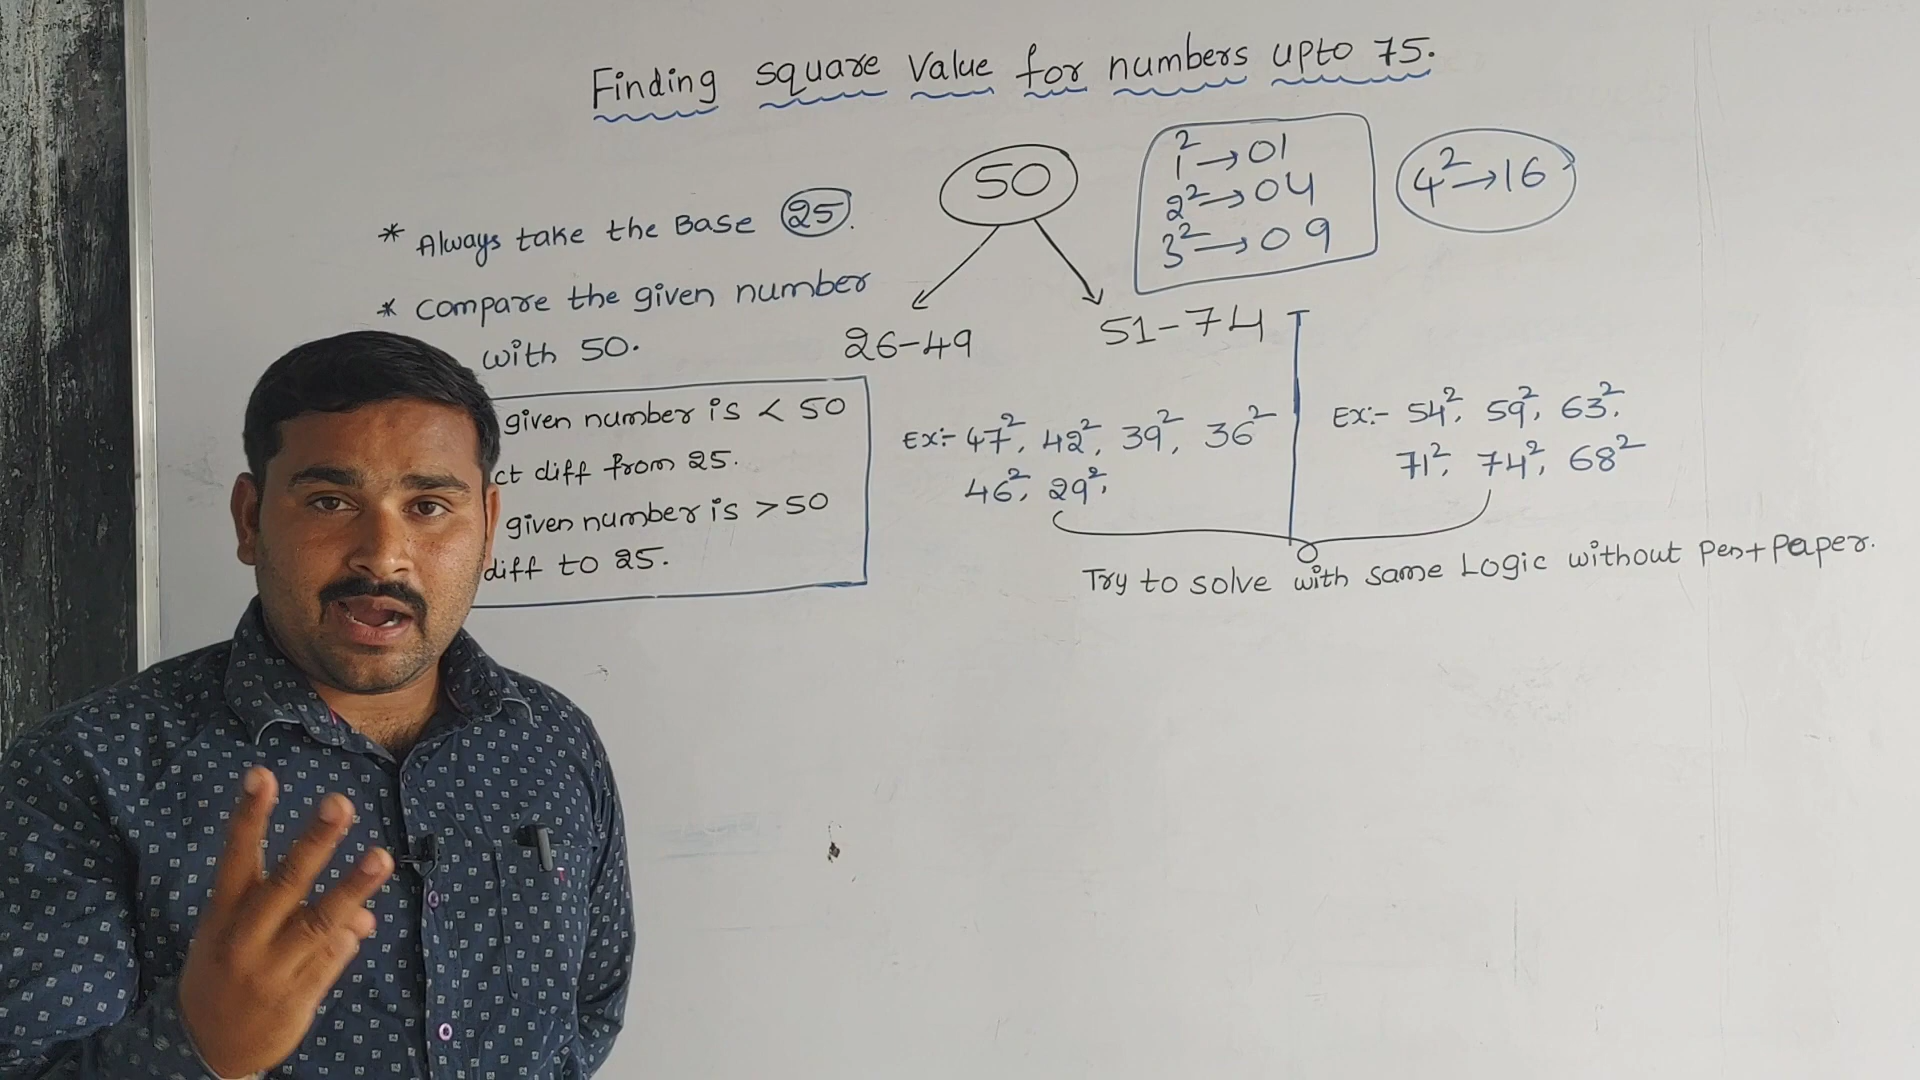 Finding square Value for numbers upto 75.
* Always take the Base 25.
* Compare the given number
with 50.
given number is < 50
ct diff from 25.
given number is > 50
diff to 25.
50
26-49
51-74
1² → 01
2² → 04
3² → 09
4² → 16
Ex:- 47², 42², 39², 36²
46², 29²,
Ex:- 54², 59², 63²,
71², 74², 68²
Try to solve with same Logic without pen+paper.